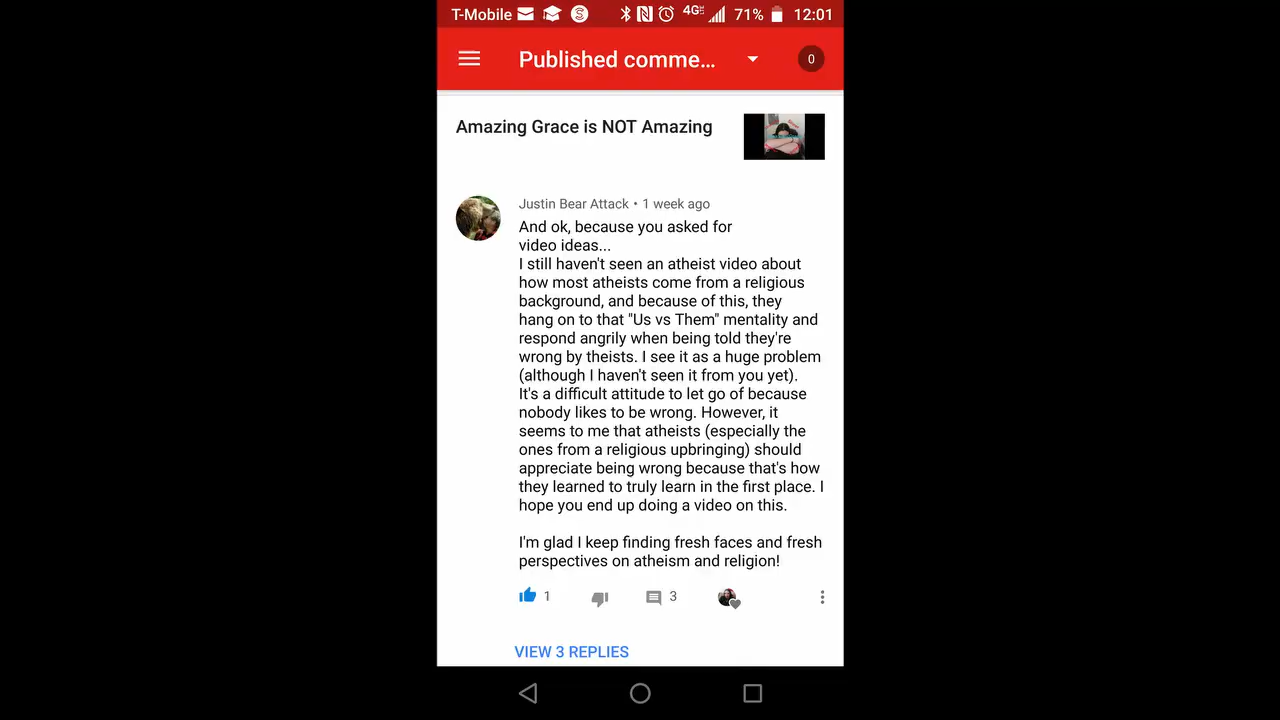 T-Mobile 4G 71% 12:01
Published comme... 0
Amazing Grace is NOT Amazing
Justin Bear Attack • 1 week ago
And ok, because you asked for
video ideas...
I still haven't seen an atheist video about
how most atheists come from a religious
background, and because of this, they
hang on to that "Us vs Them" mentality and
respond angrily when being told they're
wrong by theists. I see it as a huge problem
(although I haven't seen it from you yet).
It's a difficult attitude to let go of because
nobody likes to be wrong. However, it
seems to me that atheists (especially the
ones from a religious upbringing) should
appreciate being wrong because that's how
they learned to truly learn in the first place. I
hope you end up doing a video on this.
I'm glad I keep finding fresh faces and fresh
perspectives on atheism and religion!
1 3
VIEW 3 REPLIES